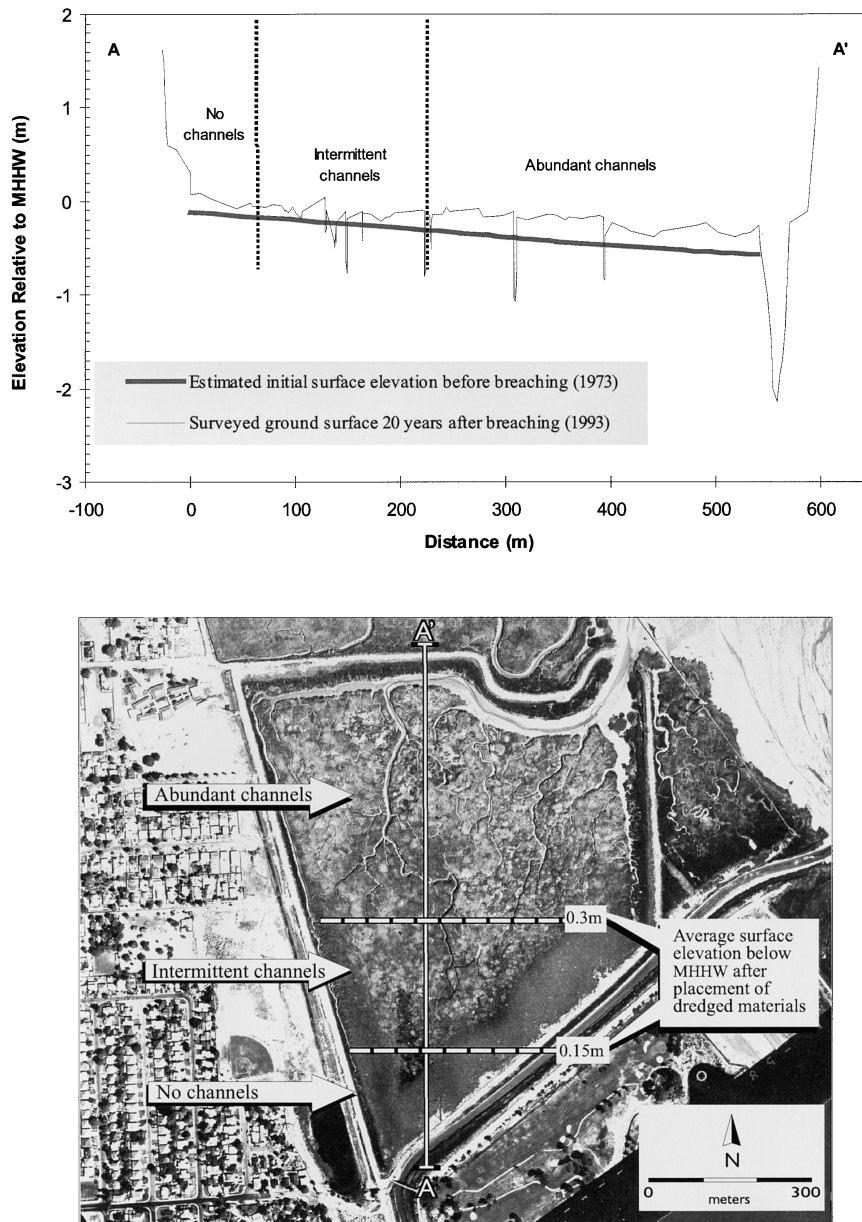 2
A
A'
No
channels
1
Intermittent
channels
Abundant channels
0
-1
-2
-3
Elevation Relative to MHHW (m)
Estimated initial surface elevation before breaching (1973)
Surveyed ground surface 20 years after breaching (1993)
-100
0
100
200
300
400
500
600
Distance (m)
A'
Abundant channels
0.3m
Average surface
elevation below
MHHW after
placement of
dredged materials
Intermittent channels
0.15m
No channels
A
N
0
300
meters